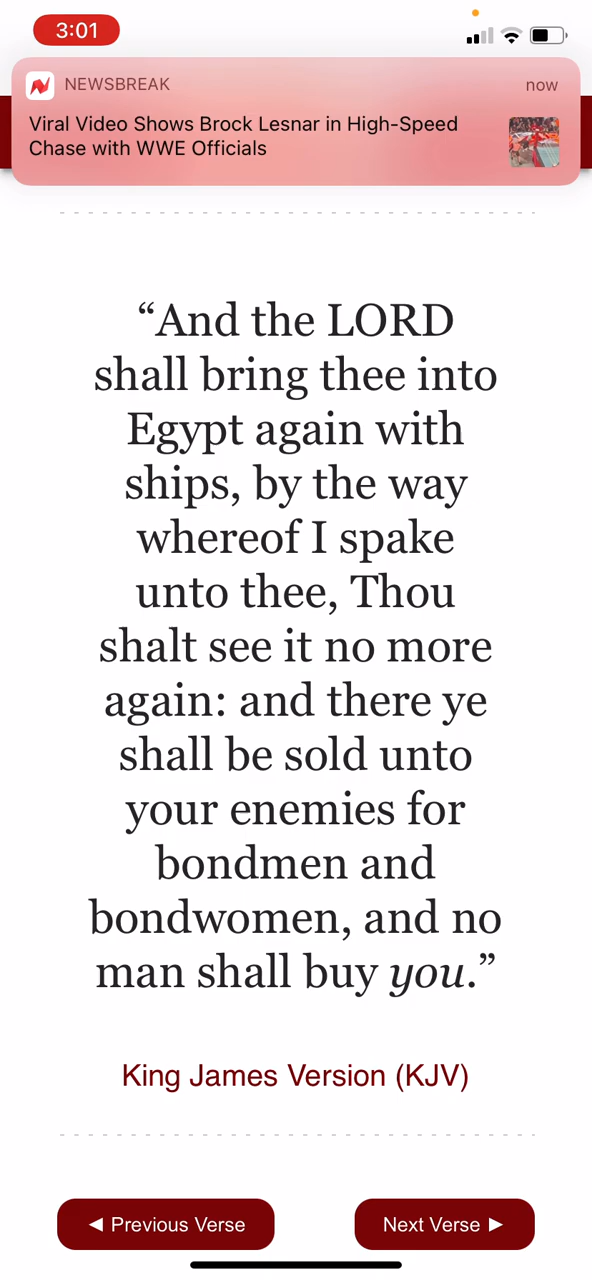 3:01
NEWSBREAK
now
Viral Video Shows Brock Lesnar in High-Speed
Chase with WWE Officials
“And the LORD
shall bring thee into
Egypt again with
ships, by the way
whereof I spake
unto thee, Thou
shalt see it no more
again: and there ye
shall be sold unto
your enemies for
bondmen and
bondwomen, and no
man shall buy you.”
King James Version (KJV)
◄ Previous Verse
Next Verse ►